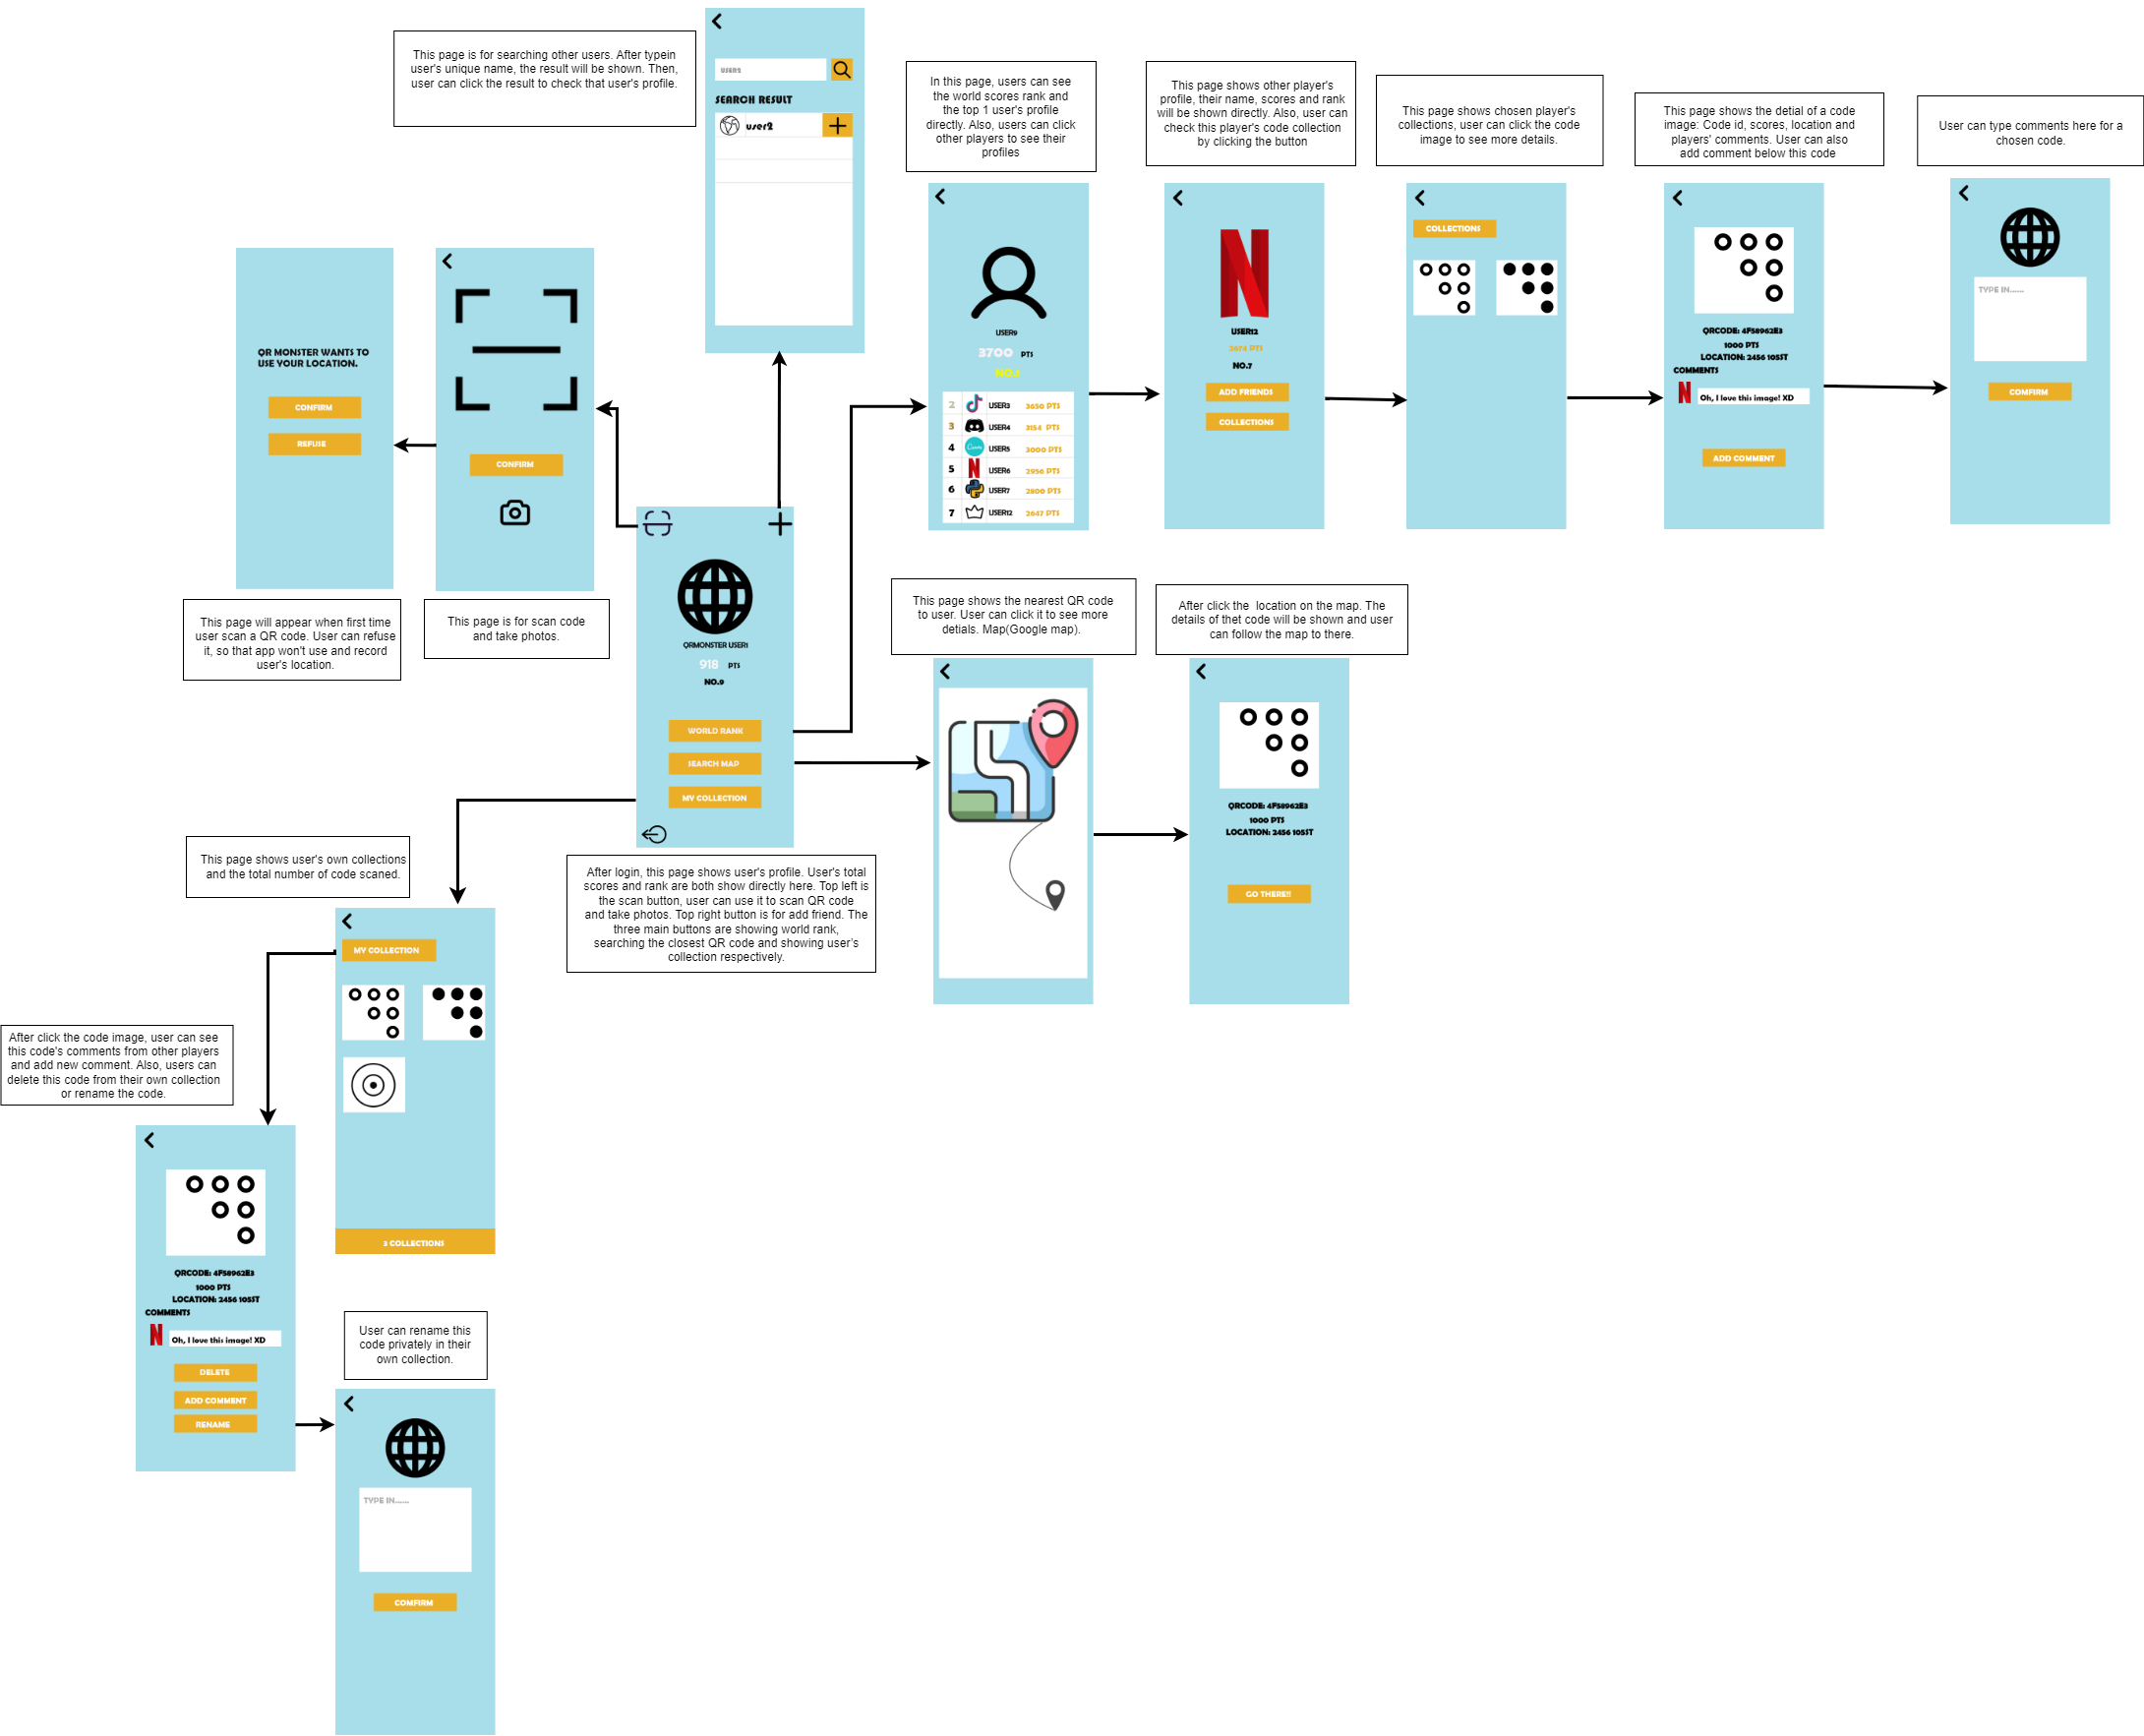 This page is for searching other users. After typein
user's unique name, the result will be shown. Then,
user can click the result to check that user's profile.
USER2
SEARCH RESULT
user2
In this page, users can see
the world scores rank and
the top 1 user's profile
directly. Also, users can click
other players to see their
profiles
This page shows other player's
profile, their name, scores and rank
will be shown directly. Also, user can
check this player's code collection
by clicking the button
This page shows chosen player's
collections, user can click the code
image to see more details.
This page shows the detial of a code
image: Code id, scores, location and
players' comments. User can also
add comment below this code
User can type comments here for a
chosen code.
QR MONSTER WANTS TO
USE YOUR LOCATION.
CONFIRM
REFUSE
CONFIRM
USER9
3700 PTS
NO.1
2 USER3 3650 PTS
3 USER4 3154 PTS
4 Canva USER5 3000 PTS
5 USER6 2956 PTS
6 USER7 2800 PTS
7 USER12 2647 PTS
USER12
PTS
NO.7
ADD FRIENDS
COLLECTIONS
COLLECTIONS
QRCODE: 4F58962E3
1000 PTS
LOCATION: 2456 105ST
COMMENTS
Oh, I love this image! XD
ADD COMMENT
TYPE IN......
COMFIRM
This page will appear when first time
user scan a QR code. User can refuse
it, so that app won't use and record
user's location.
This page is for scan code
and take photos.
QRMONSTER USER1
918 PTS
NO.9
WORLD RANK
SEARCH MAP
MY COLLECTION
This page shows the nearest QR code
to user. User can click it to see more
detials. Map(Google map).
After click the location on the map. The
details of thet code will be shown and user
can follow the map to there.
QRCODE: 4F58962E3
1000 PTS
LOCATION: 2456 105ST
GO THERE!!
After login, this page shows user's profile. User's total
scores and rank are both show directly here. Top left is
the scan button, user can use it to scan QR code
and take photos. Top right button is for add friend. The
three main buttons are showing world rank,
searching the closest QR code and showing user's
collection respectively.
This page shows user's own collections
and the total number of code scaned.
MY COLLECTION
3 COLLECTIONS
After click the code image, user can see
this code's comments from other players
and add new comment. Also, users can
delete this code from their own collection
or rename the code.
QRCODE: 4F58962E3
1000 PTS
LOCATION: 2456 105ST
COMMENTS
Oh, I love this image! XD
DELETE
ADD COMMENT
RENAME
User can rename this
code privately in their
own collection.
TYPE IN......
COMFIRM